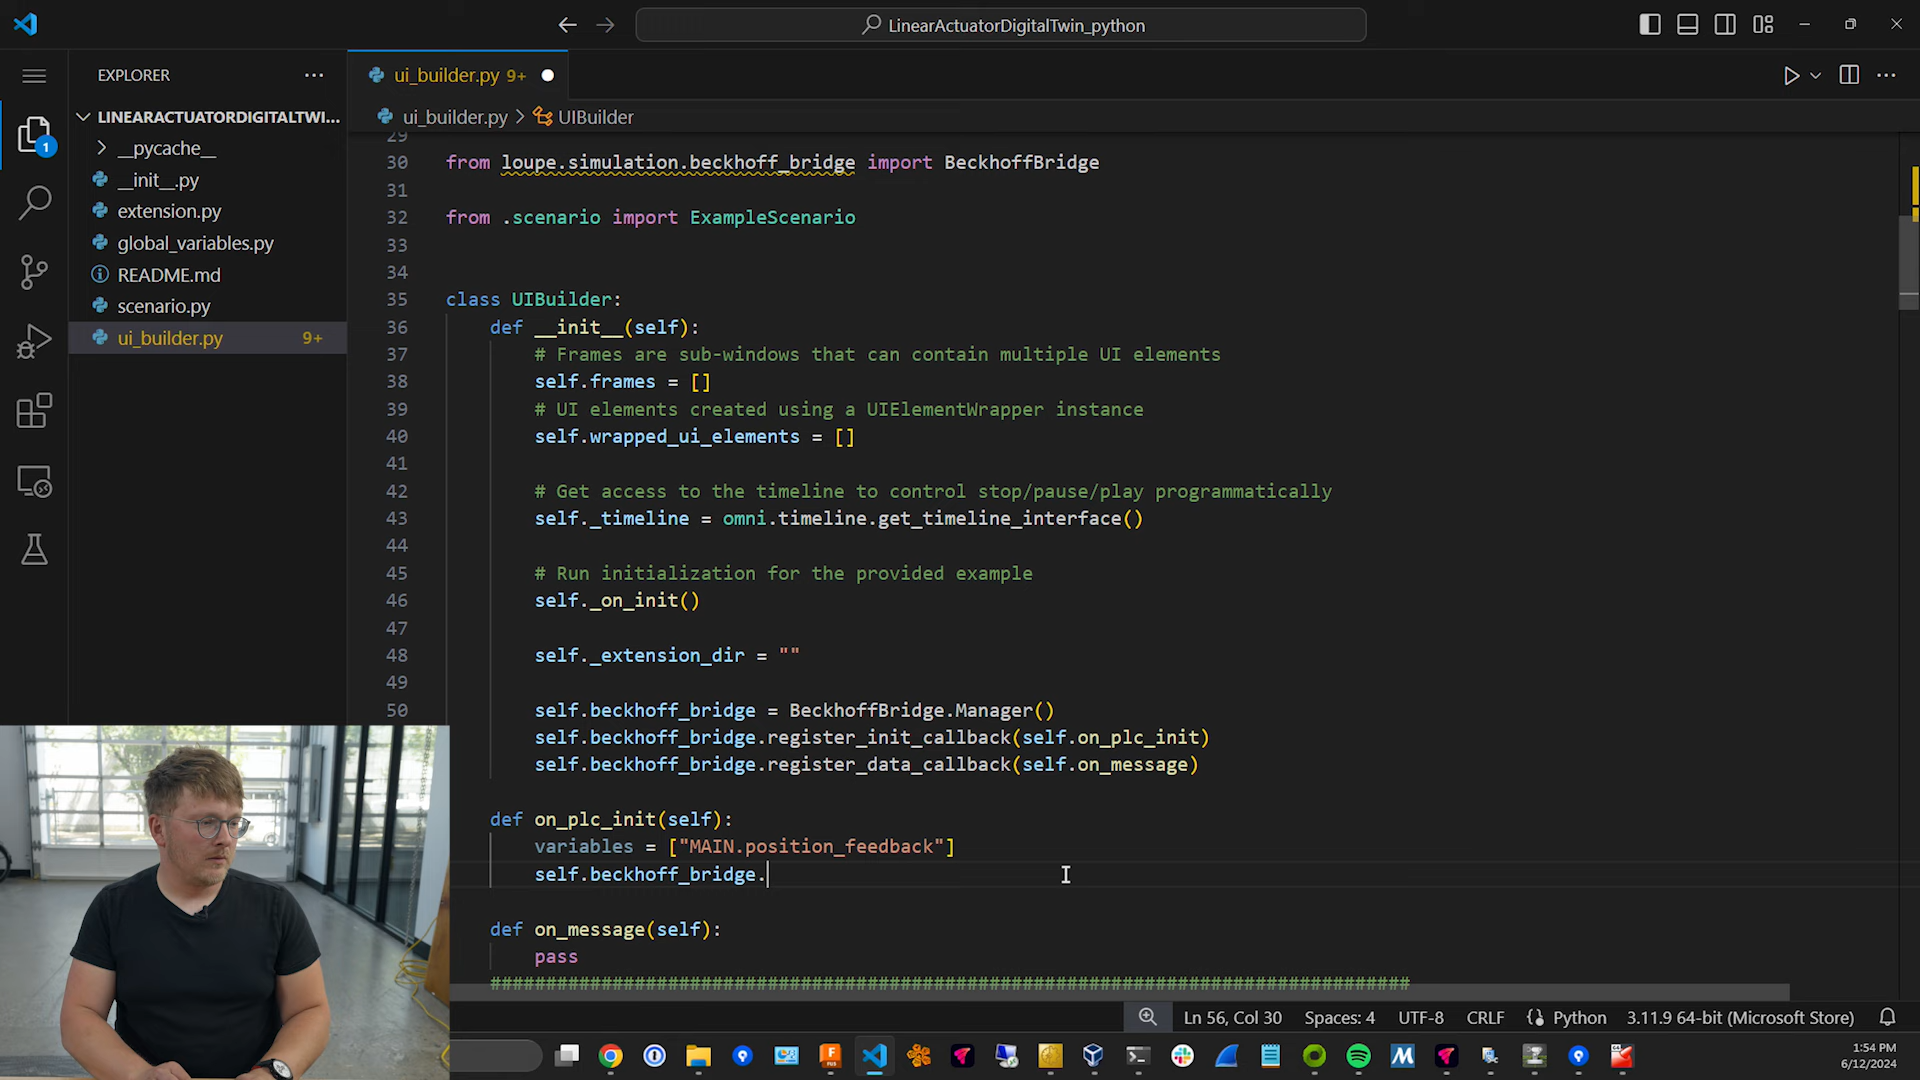 LinearActuatorDigitalTwin_python
EXPLORER
ui_builder.py 9+
LINEARACTUATORDIGITALTWI...
ui_builder.py > UIBuilder
1
__pycache__
__init__.py
extension.py
global_variables.py
README.md
scenario.py
ui_builder.py 9+
29
30 from loupe.simulation.beckhoff_bridge import BeckhoffBridge
31
32 from .scenario import ExampleScenario
33
34
35 class UIBuilder:
36 def __init__(self):
37 # Frames are sub-windows that can contain multiple UI elements
38 self.frames = []
39 # UI elements created using a UIElementWrapper instance
40 self.wrapped_ui_elements = []
41
42 # Get access to the timeline to control stop/pause/play programmatically
43 self._timeline = omni.timeline.get_timeline_interface()
44
45 # Run initialization for the provided example
46 self._on_init()
47
48 self._extension_dir = ""
49
50 self.beckhoff_bridge = BeckhoffBridge.Manager()
self.beckhoff_bridge.register_init_callback(self.on_plc_init)
self.beckhoff_bridge.register_data_callback(self.on_message)
def on_plc_init(self):
variables = ["MAIN.position_feedback"]
self.beckhoff_bridge.
def on_message(self):
pass
###################################################################################
Ln 56, Col 30 Spaces: 4 UTF-8 CRLF Python 3.11.9 64-bit (Microsoft Store)
1:54 PM
6/12/2024